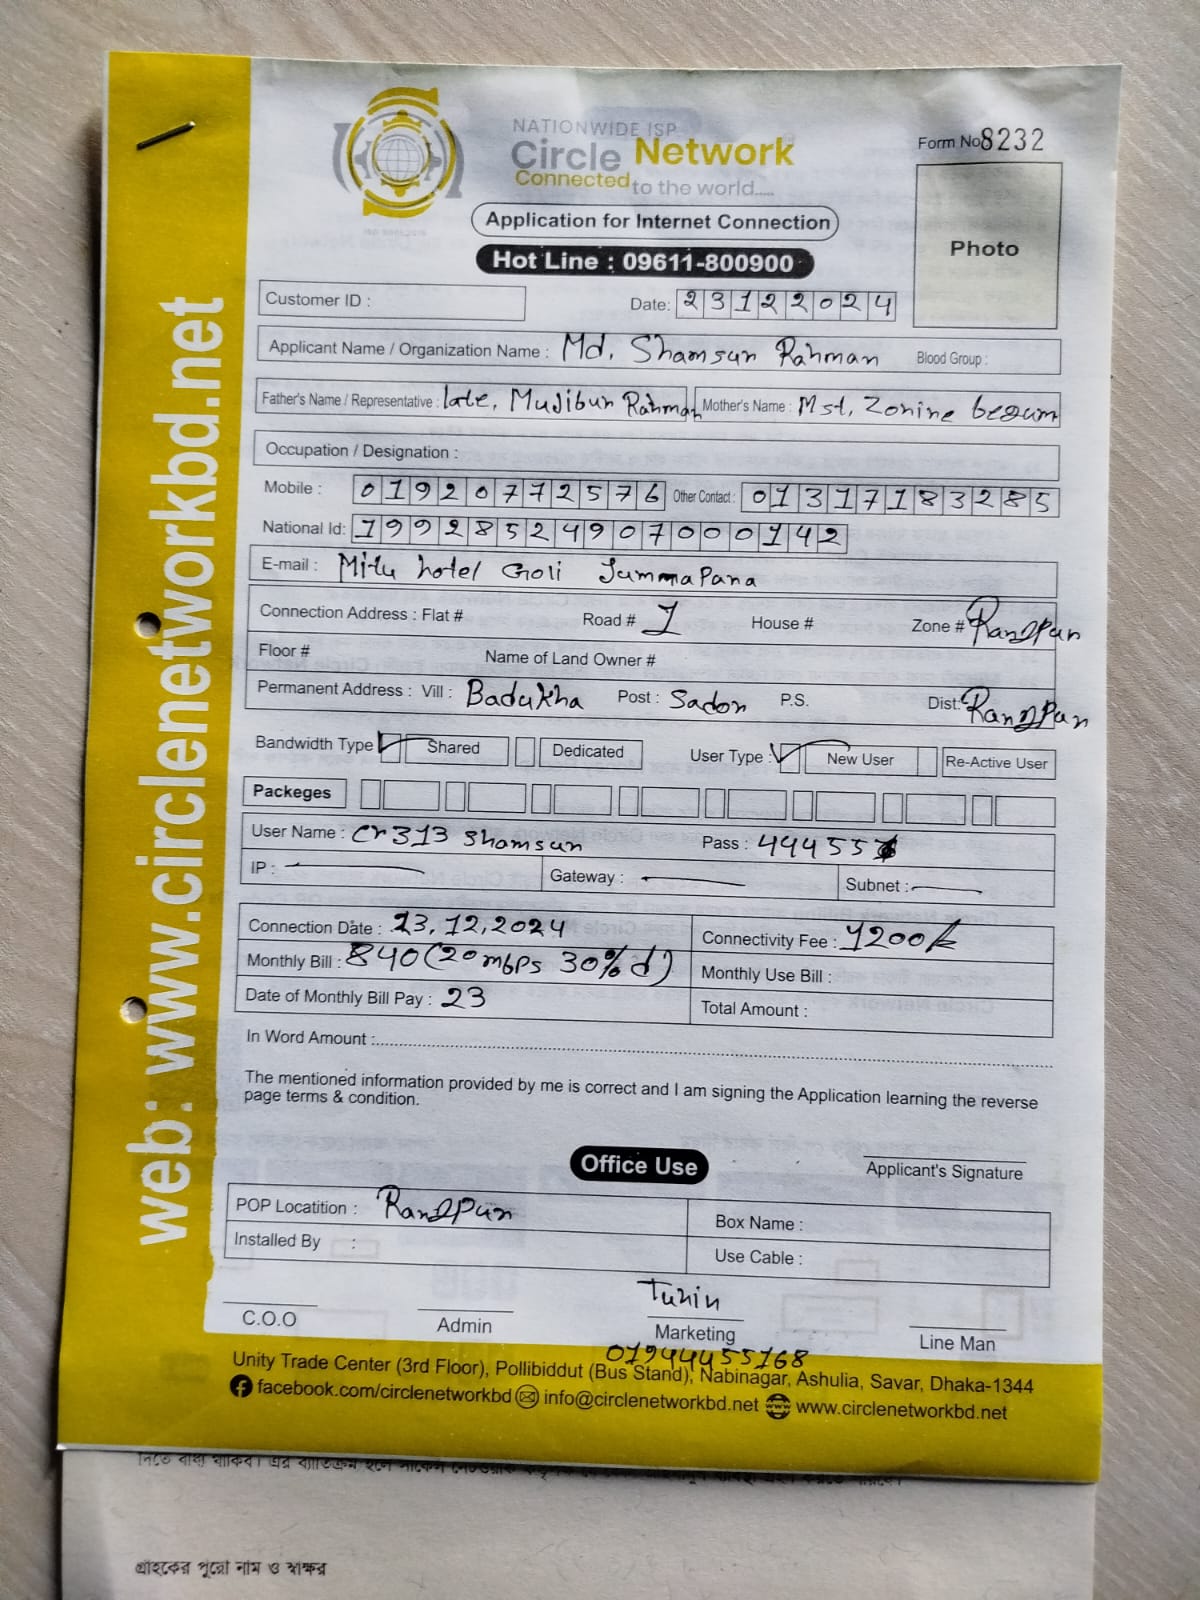 NATIONWIDE ISP
Circle Network
Connected to the world.....
Form No 8232
Photo
Application for Internet Connection
Hot Line : 09611-800900
Customer ID :
Date: 23122024
Applicant Name / Organization Name : Md. Shamsur Rahman Blood Group :
Father's Name / Representative : late, Mujibur Rahman Mother's Name : Mst, Zonine begum
Occupation / Designation :
Mobile : 01920772576 Other Contact : 01317183285
National Id: 19928524907000142
E-mail : Mitu hotel Goli JummaPana
Connection Address : Flat # Road # 1 House # Zone # Rangpur
Floor # Name of Land Owner #
Permanent Address : Vill : Badukha Post : Sadon P.S. Dist: Rangpur
Bandwidth Type Shared Dedicated User Type : New User Re-Active User
Packeges
User Name : Cr313 Shamsur Pass : 44455
IP : Gateway : Subnet :
Connection Date : 23.12.2024 Connectivity Fee : 1200/=
Monthly Bill : 840 (20mbps 30% d) Monthly Use Bill :
Date of Monthly Bill Pay : 23 Total Amount :
In Word Amount :
The mentioned information provided by me is correct and I am signing the Application learning the reverse
page terms & condition.
Office Use
Applicant's Signature
POP Locatition : Rangpur Box Name :
Installed By : Use Cable :
Tuhin
C.O.O Admin Marketing Line Man
01944455168
Unity Trade Center (3rd Floor), Pollibiddut (Bus Stand), Nabinagar, Ashulia, Savar, Dhaka-1344
facebook.com/circlenetworkbd info@circlenetworkbd.net www.circlenetworkbd.net
web: www.circlenetworkbd.net
গ্রাহকের পুরো নাম ও স্বাক্ষর